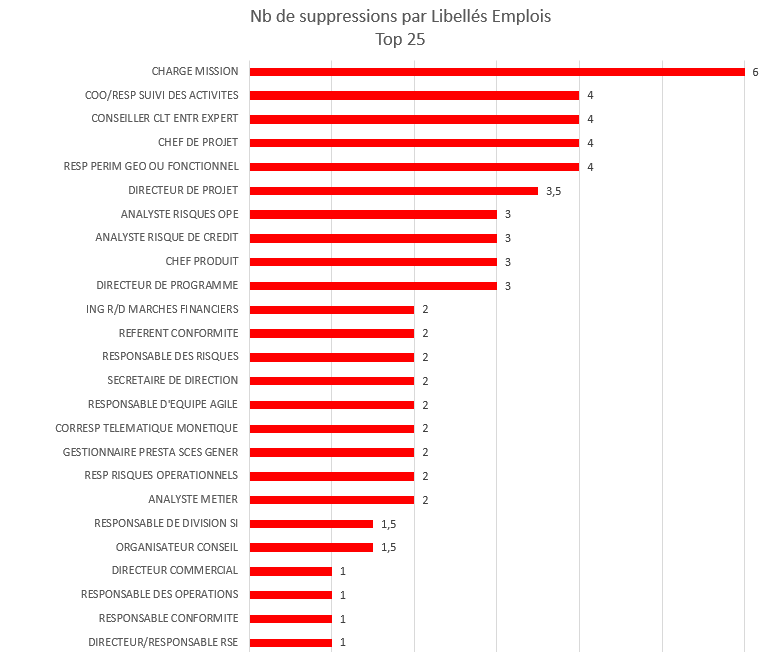 Nb de suppressions par Libellés Emplois
Top 25
CHARGE MISSION 6
COO/RESP SUIVI DES ACTIVITES 4
CONSEILLER CLT ENTR EXPERT 4
CHEF DE PROJET 4
RESP PERIM GEO OU FONCTIONNEL 4
DIRECTEUR DE PROJET 3,5
ANALYSTE RISQUES OPE 3
ANALYSTE RISQUE DE CREDIT 3
CHEF PRODUIT 3
DIRECTEUR DE PROGRAMME 3
ING R/D MARCHES FINANCIERS 2
REFERENT CONFORMITE 2
RESPONSABLE DES RISQUES 2
SECRETAIRE DE DIRECTION 2
RESPONSABLE D'EQUIPE AGILE 2
CORRESP TELEMATIQUE MONETIQUE 2
GESTIONNAIRE PRESTA SCES GENER 2
RESP RISQUES OPERATIONNELS 2
ANALYSTE METIER 2
RESPONSABLE DE DIVISION SI 1,5
ORGANISATEUR CONSEIL 1,5
DIRECTEUR COMMERCIAL 1
RESPONSABLE DES OPERATIONS 1
RESPONSABLE CONFORMITE 1
DIRECTEUR/RESPONSABLE RSE 1